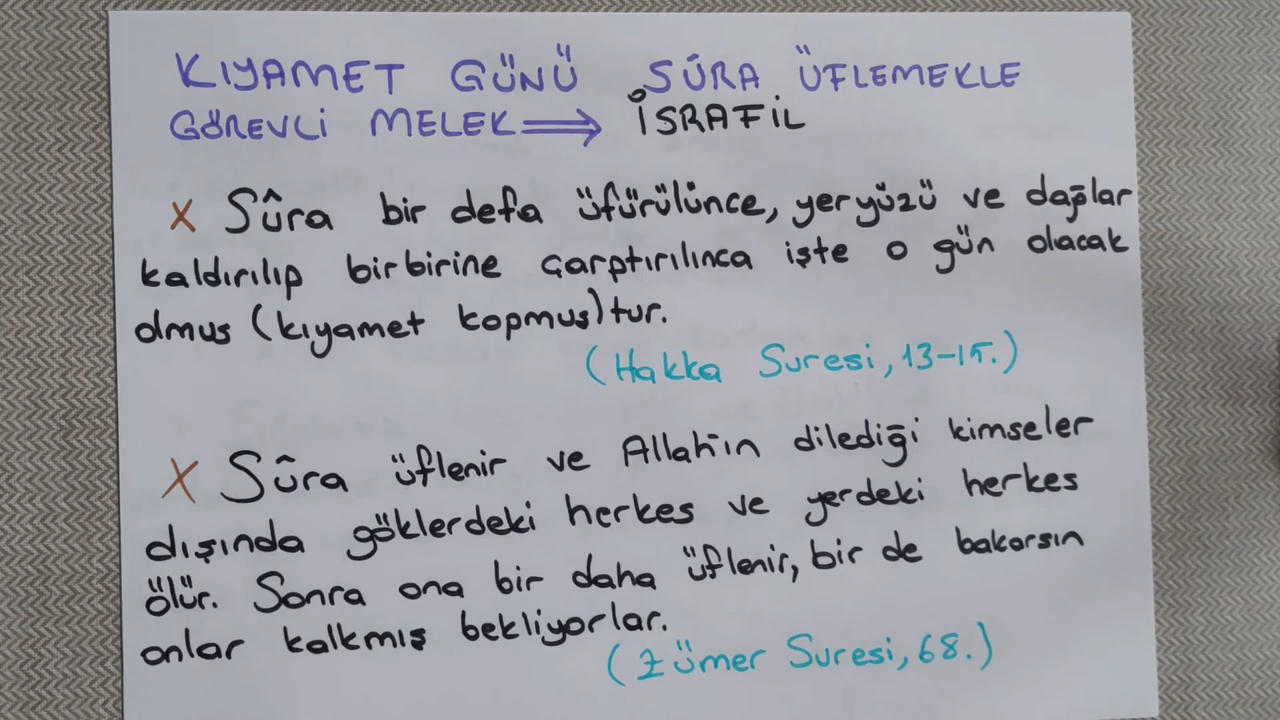 KIYAMET GÜNÜ SÛRA ÜFLEMEKLE
GÖREVLİ MELEK ⟹ İSRAFİL
x Sûra bir defa üfürülünce, yeryüzü ve dağlar
kaldırılıp birbirine çarptırılınca işte o gün olacak
olmuş (kıyamet kopmuş)tur.
(Hakka Suresi, 13-15.)
x Sûra üflenir ve Allah'ın dilediği kimseler
dışında göklerdeki herkes ve yerdeki herkes
ölür. Sonra ona bir daha üflenir, bir de bakarsın
onlar kalkmış bekliyorlar.
(Zümer Suresi, 68.)